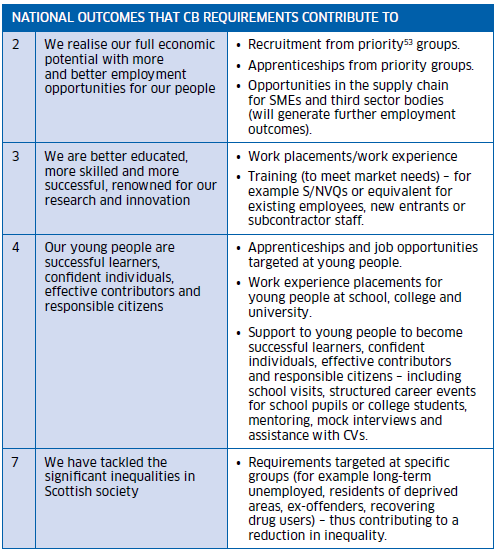 NATIONAL OUTCOMES THAT CB REQUIREMENTS CONTRIBUTE TO
2
We realise our full economic
potential with more
and better employment
opportunities for our people
• Recruitment from priority⁵³ groups.
• Apprenticeships from priority groups.
• Opportunities in the supply chain
for SMEs and third sector bodies
(will generate further employment
outcomes).
3
We are better educated,
more skilled and more
successful, renowned for our
research and innovation
• Work placements/work experience
• Training (to meet market needs) – for
example S/NVQs or equivalent for
existing employees, new entrants or
subcontractor staff.
4
Our young people are
successful learners,
confident individuals,
effective contributors and
responsible citizens
• Apprenticeships and job opportunities
targeted at young people.
• Work experience placements for
young people at school, college and
university.
• Support to young people to become
successful learners, confident
individuals, effective contributors
and responsible citizens – including
school visits, structured career events
for school pupils or college students,
mentoring, mock interviews and
assistance with CVs.
7
We have tackled the
significant inequalities in
Scottish society
• Requirements targeted at specific
groups (for example long-term
unemployed, residents of deprived
areas, ex-offenders, recovering
drug users) – thus contributing to a
reduction in inequality.